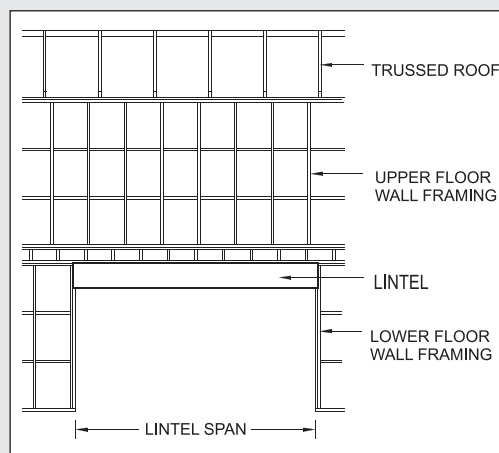 TRUSSED ROOF
UPPER FLOOR
WALL FRAMING
LINTEL
LOWER FLOOR
WALL FRAMING
LINTEL SPAN